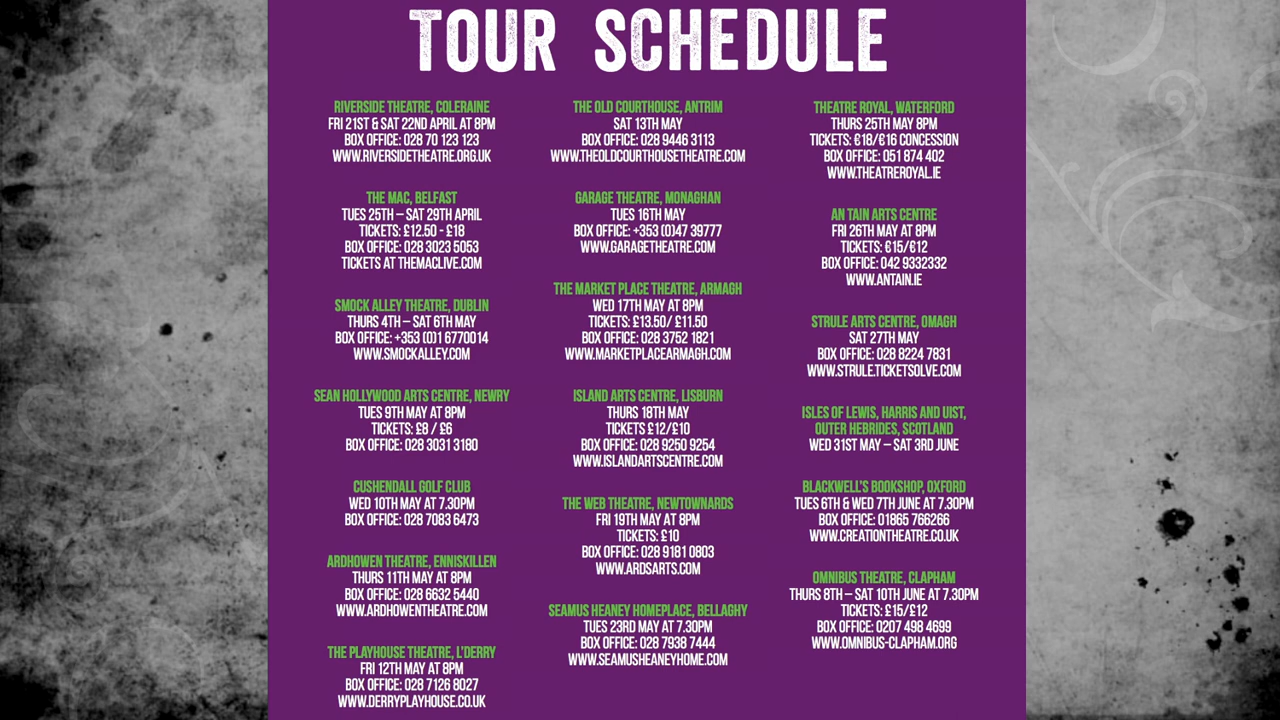 TOUR SCHEDULE
RIVERSIDE THEATRE, COLERAINE
FRI 21ST & SAT 22ND APRIL AT 8PM
BOX OFFICE: 028 70 123 123
WWW.RIVERSIDETHEATRE.ORG.UK
THE MAC, BELFAST
TUES 25TH – SAT 29TH APRIL
TICKETS: £12.50 - £18
BOX OFFICE: 028 3023 5053
TICKETS AT THEMACLIVE.COM
SMOCK ALLEY THEATRE, DUBLIN
THURS 4TH – SAT 6TH MAY
BOX OFFICE: +353 (0)1 6770014
WWW.SMOCKALLEY.COM
SEAN HOLLYWOOD ARTS CENTRE, NEWRY
TUES 9TH MAY AT 8PM
TICKETS: £8 / £6
BOX OFFICE: 028 3031 3180
CUSHENDALL GOLF CLUB
WED 10TH MAY AT 7.30PM
BOX OFFICE: 028 7083 6473
ARDHOWEN THEATRE, ENNISKILLEN
THURS 11TH MAY AT 8PM
BOX OFFICE: 028 6632 5440
WWW.ARDHOWENTHEATRE.COM
THE PLAYHOUSE THEATRE, L'DERRY
FRI 12TH MAY AT 8PM
BOX OFFICE: 028 7126 8027
WWW.DERRYPLAYHOUSE.CO.UK
THE OLD COURTHOUSE, ANTRIM
SAT 13TH MAY
BOX OFFICE: 028 9446 3113
WWW.THEOLDCOURTHOUSETHEATRE.COM
GARAGE THEATRE, MONAGHAN
TUES 16TH MAY
BOX OFFICE: +353 (0)47 39777
WWW.GARAGETHEATRE.COM
THE MARKET PLACE THEATRE, ARMAGH
WED 17TH MAY AT 8PM
TICKETS: £13.50/ £11.50
BOX OFFICE: 028 3752 1821
WWW.MARKETPLACEARMAGH.COM
ISLAND ARTS CENTRE, LISBURN
THURS 18TH MAY
TICKETS £12/£10
BOX OFFICE: 028 9250 9254
WWW.ISLANDARTSCENTRE.COM
THE WEB THEATRE, NEWTOWNARDS
FRI 19TH MAY AT 8PM
TICKETS: £10
BOX OFFICE: 028 9181 0803
WWW.ARDSARTS.COM
SEAMUS HEANEY HOMEPLACE, BELLAGHY
TUES 23RD MAY AT 7.30PM
BOX OFFICE: 028 7938 7444
WWW.SEAMUSHEANEYHOME.COM
THEATRE ROYAL, WATERFORD
THURS 25TH MAY 8PM
TICKETS: €18/€16 CONCESSION
BOX OFFICE: 051 874 402
WWW.THEATREROYAL.IE
AN TAIN ARTS CENTRE
FRI 26TH MAY AT 8PM
TICKETS: €15/€12
BOX OFFICE: 042 9332332
WWW.ANTAIN.IE
STRULE ARTS CENTRE, OMAGH
SAT 27TH MAY
BOX OFFICE: 028 8224 7831
WWW.STRULE.TICKETSOLVE.COM
ISLES OF LEWIS, HARRIS AND UIST,
OUTER HEBRIDES, SCOTLAND
WED 31ST MAY – SAT 3RD JUNE
BLACKWELL'S BOOKSHOP, OXFORD
TUES 6TH & WED 7TH JUNE AT 7.30PM
BOX OFFICE: 01865 766266
WWW.CREATIONTHEATRE.CO.UK
OMNIBUS THEATRE, CLAPHAM
THURS 8TH – SAT 10TH JUNE AT 7.30PM
TICKETS: £15/£12
BOX OFFICE: 0207 498 4699
WWW.OMNIBUS-CLAPHAM.ORG